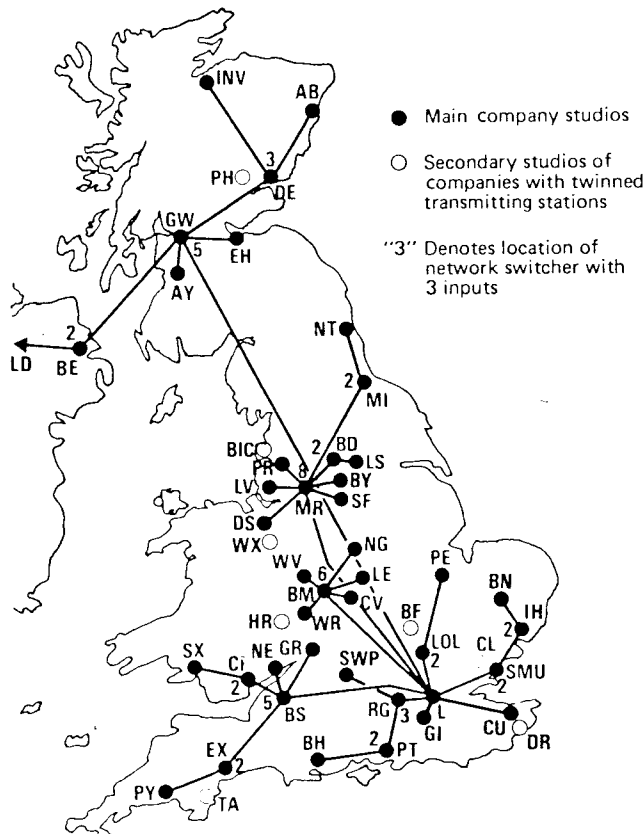 INV
AB
Main company studios
3
PH
DE
Secondary studios of
companies with twinned
transmitting stations
GW
5
EH
"3" Denotes location of
network switcher with
3 inputs
AY
NT
2
LD
BE
2
MI
BIC
2
BD
PR
8
LS
LV
BY
MR
SF
DS
WX
NG
PE
WV
6
LE
BN
BM
CV
BF
IH
HR
WR
2
LOL
CL
SX
NE
GR
SWP
2
SMU
CF
2
2
5
BS
RG
3
L
GI
CU
DR
EX
2
BH
2
PT
PY
TA